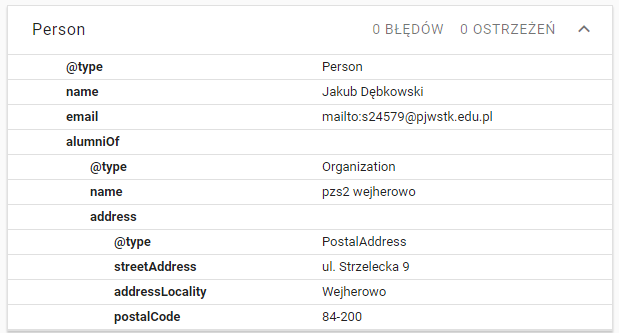 Person 0 BŁĘDÓW 0 OSTRZEŻEŃ
@type Person
name Jakub Dębkowski
email mailto:s24579@pjwstk.edu.pl
alumniOf
@type Organization
name pzs2 wejherowo
address
@type PostalAddress
streetAddress ul. Strzelecka 9
addressLocality Wejherowo
postalCode 84-200